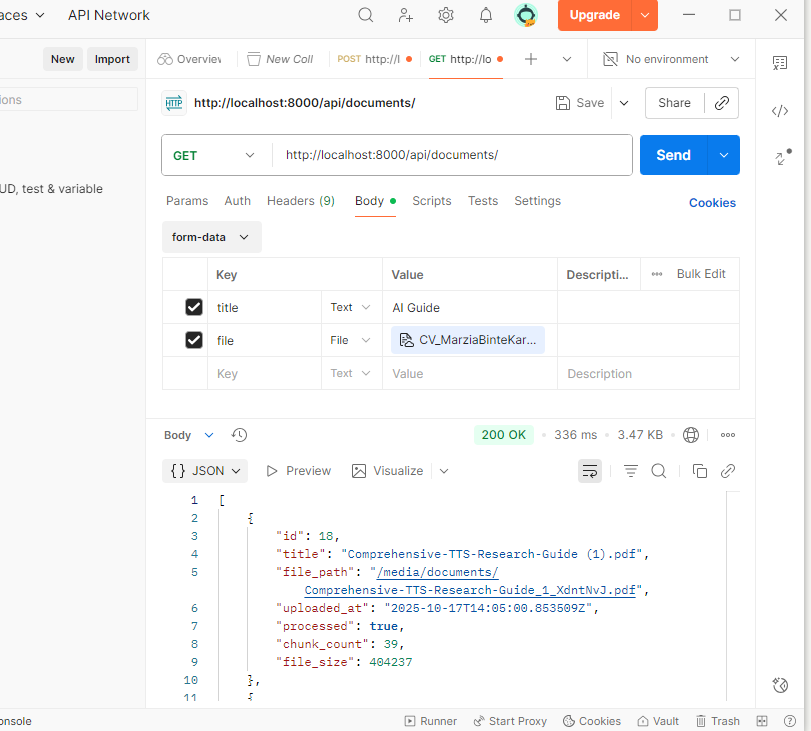 aces API Network Upgrade
New Import Overview New Coll POST http://l GET http://lo No environment
ions
HTTP http://localhost:8000/api/documents/ Save Share
GET http://localhost:8000/api/documents/ Send
UD, test & variable
Params Auth Headers (9) Body Scripts Tests Settings Cookies
form-data
Key Value Descripti... Bulk Edit
title Text AI Guide
file File CV_MarziaBinteKar...
Key Text Value Description
Body 200 OK 336 ms 3.47 KB
{} JSON Preview Visualize
1 [
2 {
3 "id": 18,
4 "title": "Comprehensive-TTS-Research-Guide (1).pdf",
5 "file_path": "/media/documents/
Comprehensive-TTS-Research-Guide_1_XdntNvJ.pdf",
6 "uploaded_at": "2025-10-17T14:05:00.853509Z",
7 "processed": true,
8 "chunk_count": 39,
9 "file_size": 404237
10 },
11 {
onsole Runner Start Proxy Cookies Vault Trash